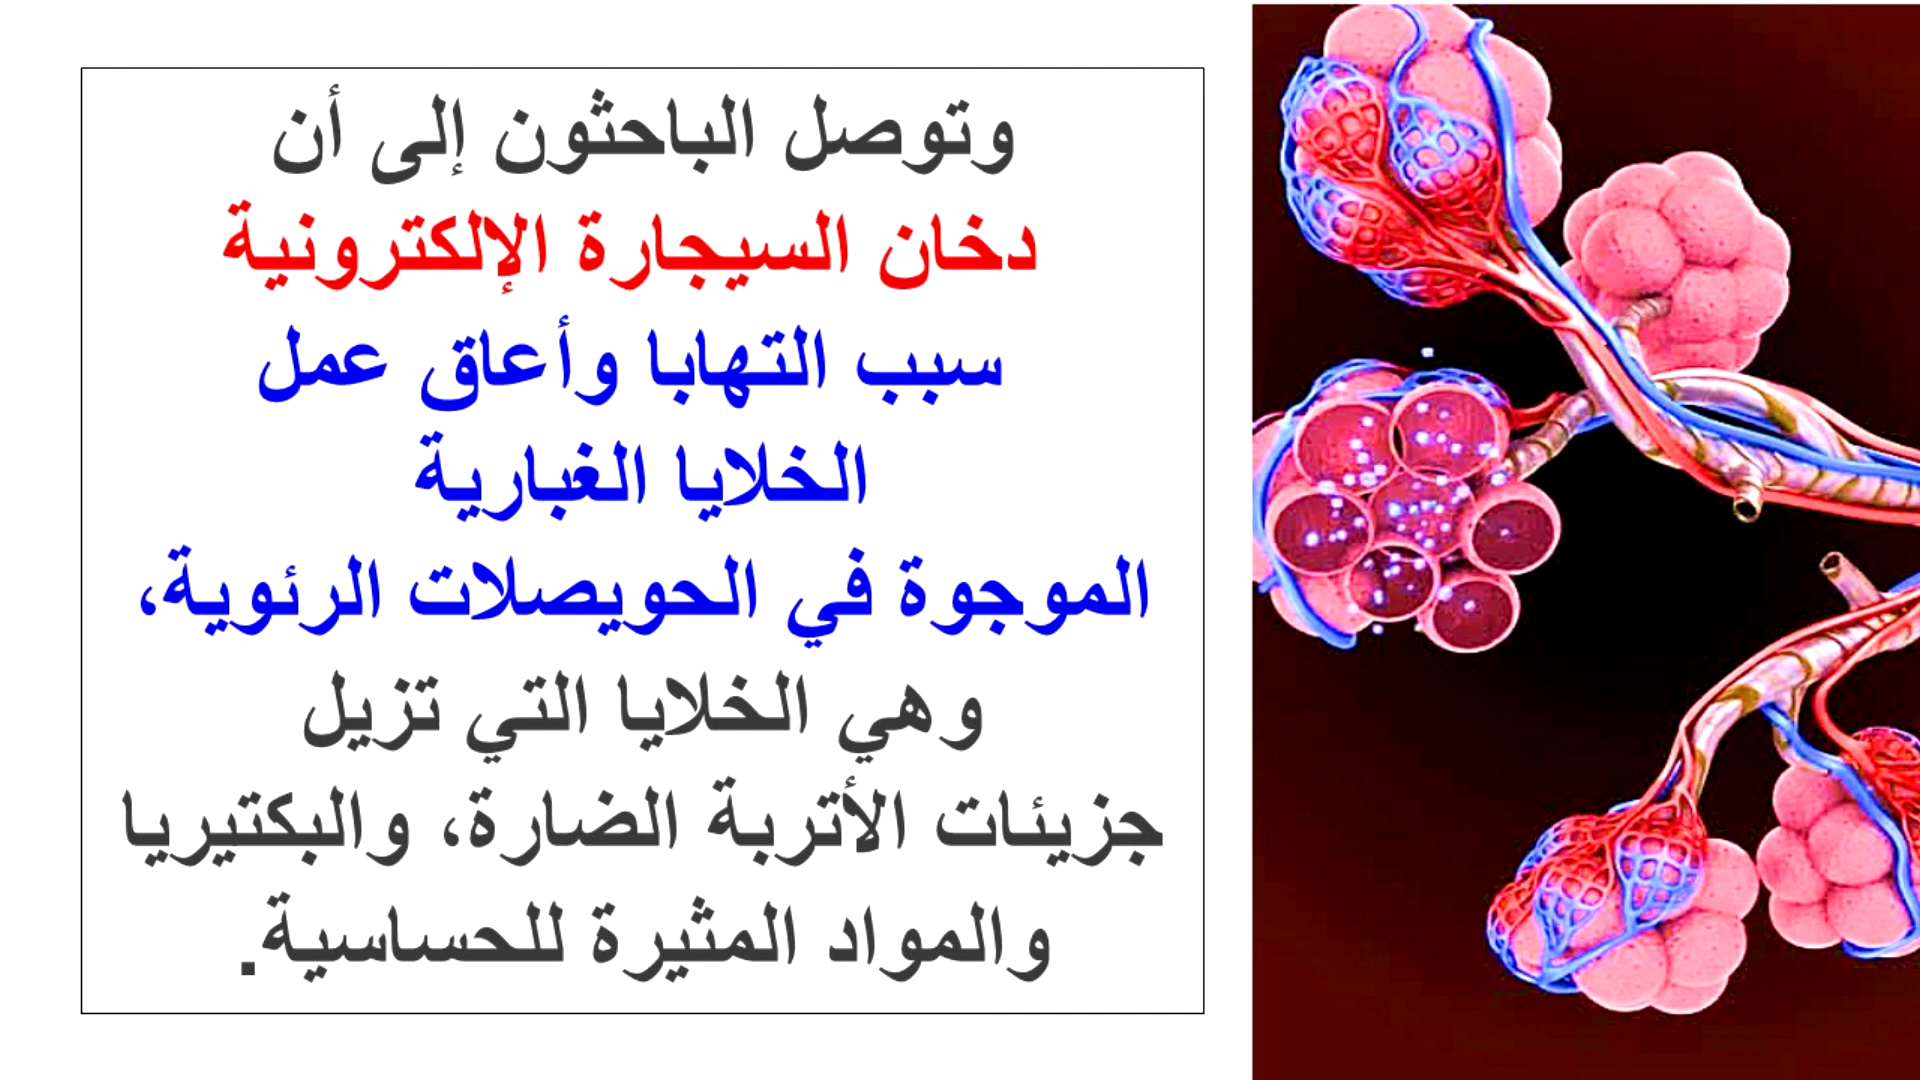 وتوصل الباحثون إلى أن
دخان السيجارة الإلكترونية
سبب التهابا وأعاق عمل
الخلايا الغبارية
الموجوة في الحويصلات الرئوية،
وهي الخلايا التي تزيل
جزيئات الأتربة الضارة، والبكتيريا
والمواد المثيرة للحساسية.